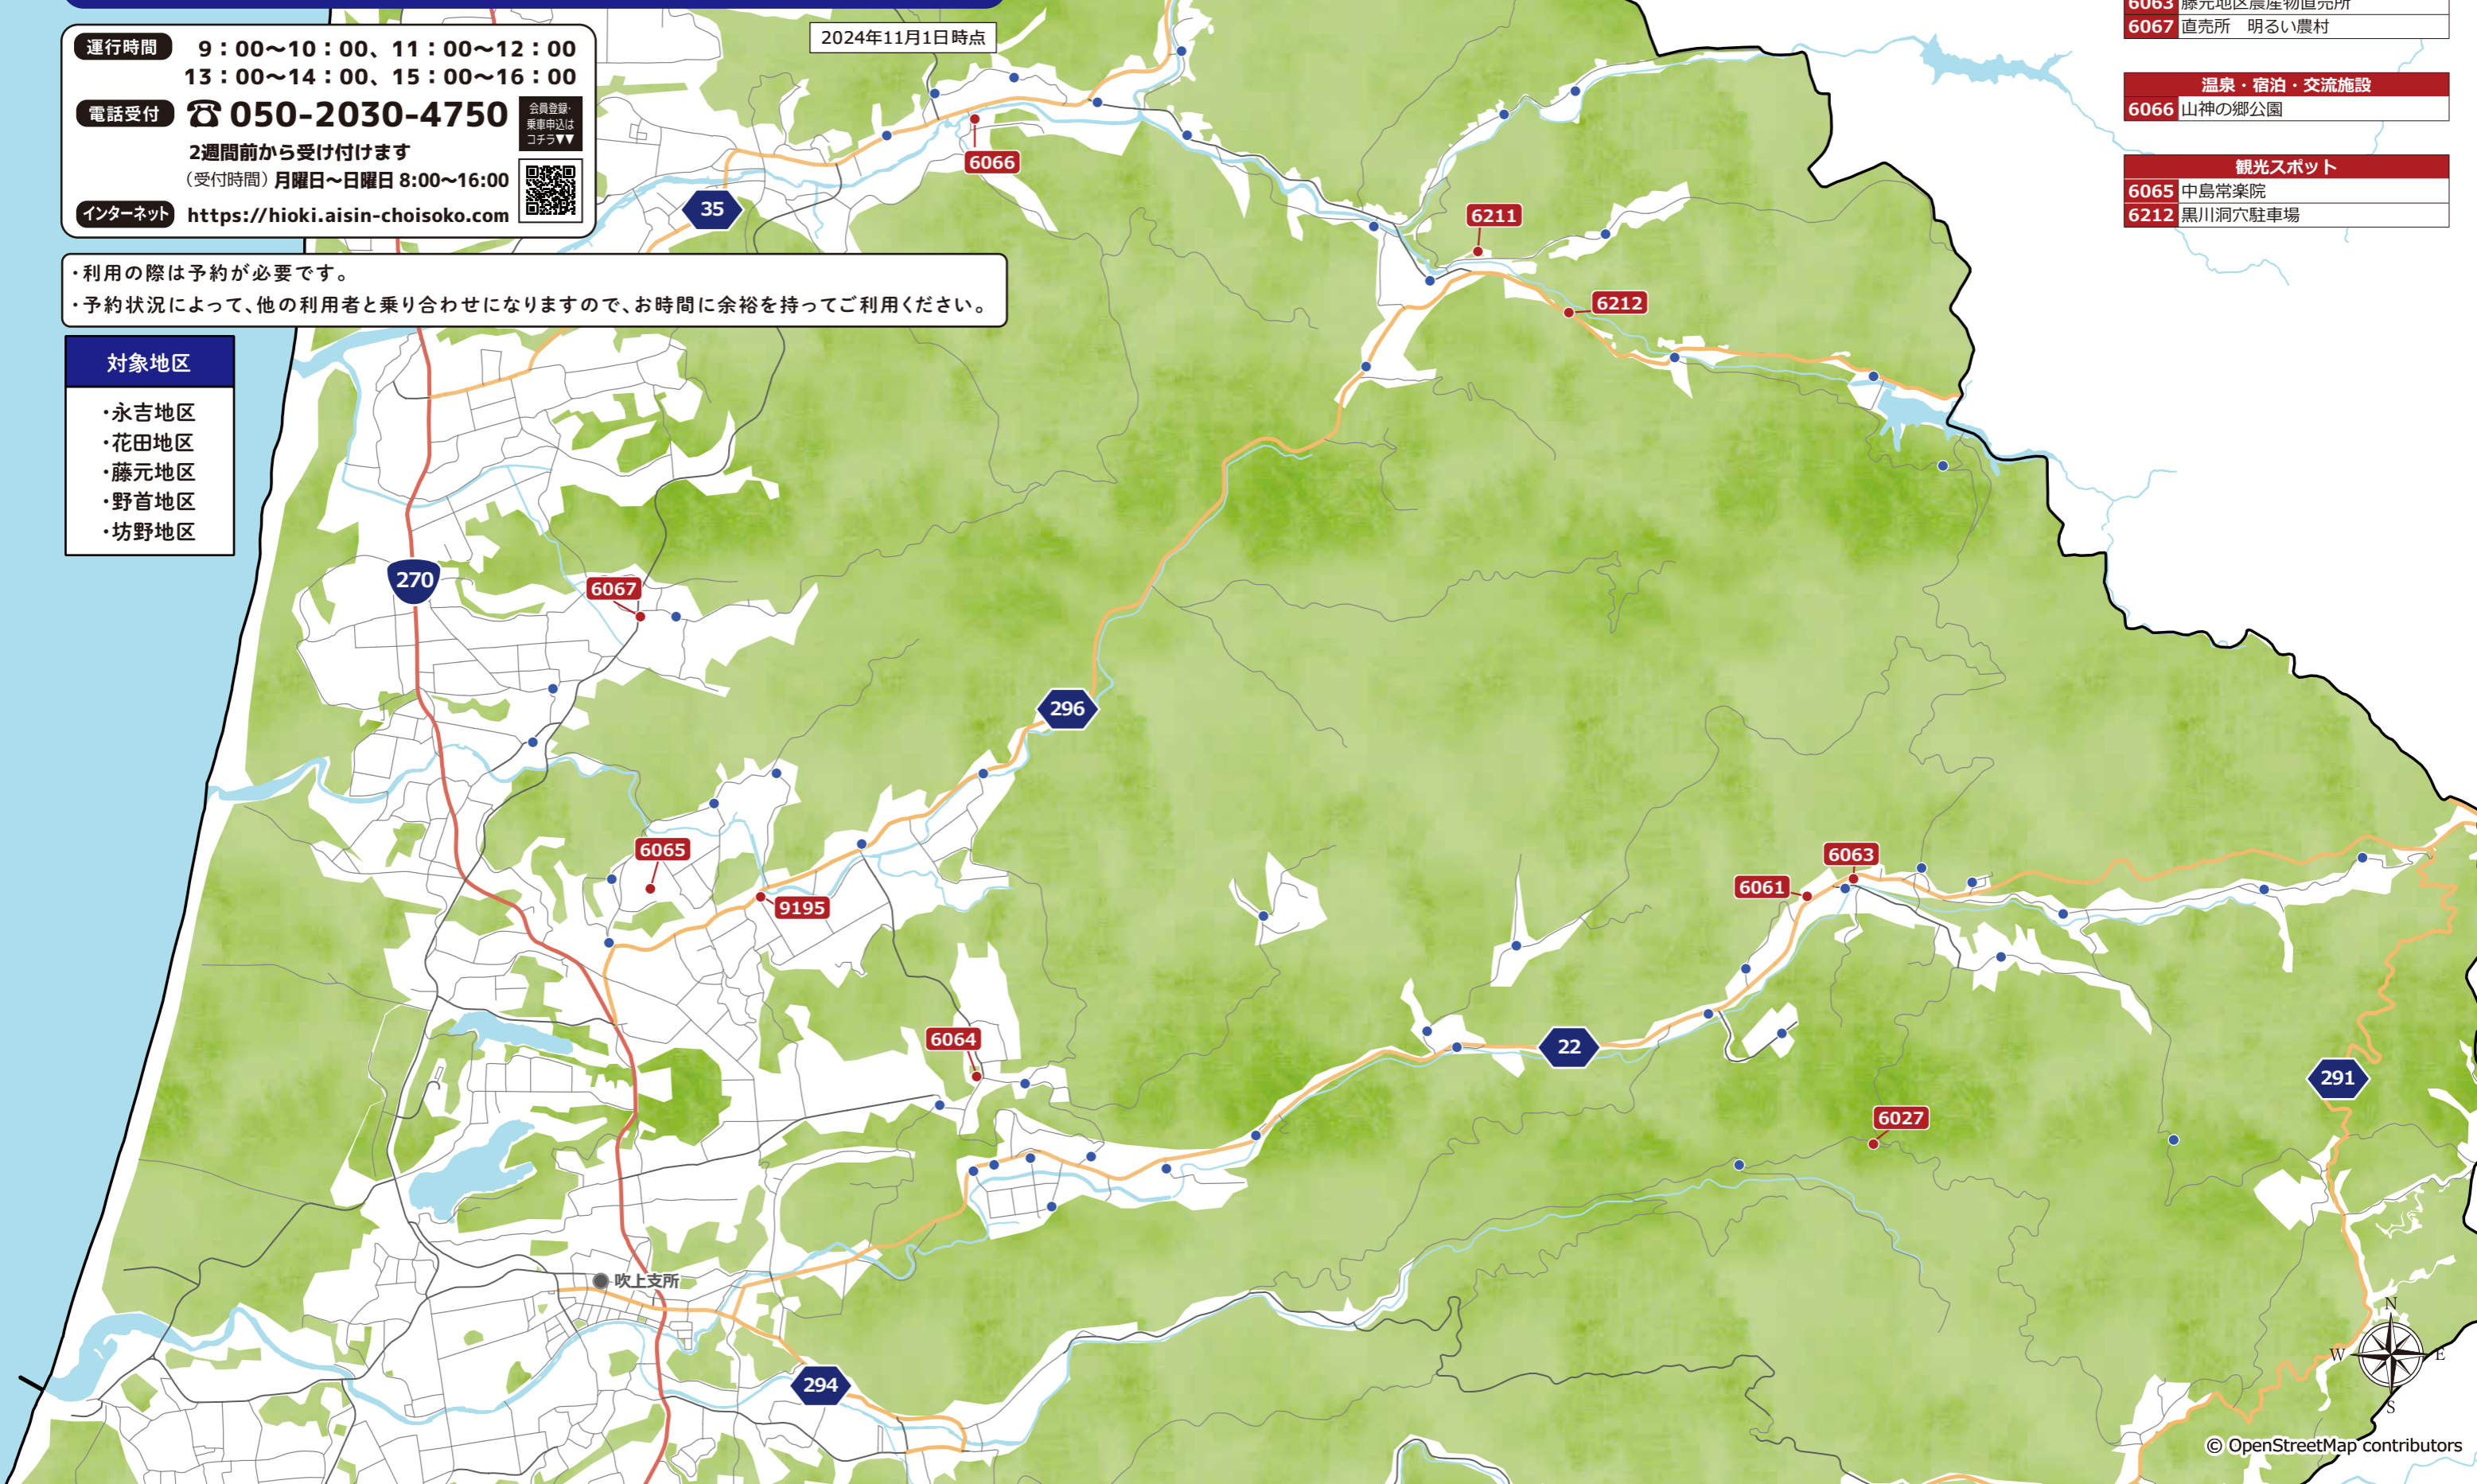 運行時間 9：00〜10：00、11：00〜12：00
13：00〜14：00、15：00〜16：00
電話受付 ☎ 050-2030-4750
会員登録・
乗車申込は
コチラ▼▼
2週間前から受け付けます
（受付時間）月曜日〜日曜日 8:00〜16:00
インターネット https://hioki.aisin-choisoko.com
2024年11月1日時点
・利用の際は予約が必要です。
・予約状況によって、他の利用者と乗り合わせになりますので、お時間に余裕を持ってご利用ください。
対象地区
・永吉地区
・花田地区
・藤元地区
・野首地区
・坊野地区
6063 藤元地区農産物直売所
6067 直売所　明るい農村
温泉・宿泊・交流施設
6066 山神の郷公園
観光スポット
6065 中島常楽院
6212 黒川洞穴駐車場
6066
35
6211
6212
270
6067
296
6065
9195
6063
6061
6064
22
291
6027
吹上支所
294
N
W
E
S
© OpenStreetMap contributors